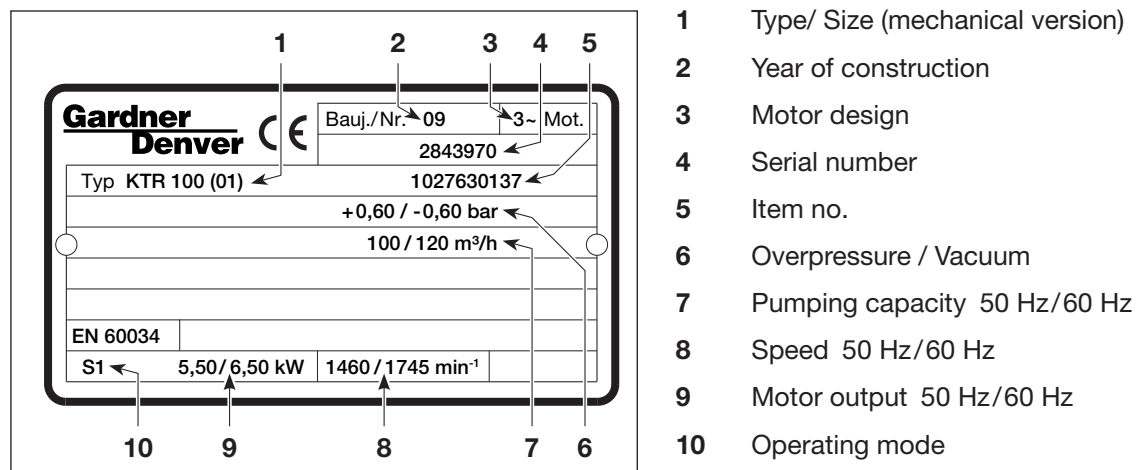 1 2 3 4 5
Gardner
Denver
CE
Bauj./Nr. 09
3~ Mot.
2843970
Typ KTR 100 (01)
1027630137
+0,60 / -0,60 bar
100 / 120 m³/h
EN 60034
S1
5,50/6,50 kW
1460 / 1745 min⁻¹
10 9 8 7 6
1 Type/ Size (mechanical version)
2 Year of construction
3 Motor design
4 Serial number
5 Item no.
6 Overpressure / Vacuum
7 Pumping capacity 50 Hz/60 Hz
8 Speed 50 Hz/60 Hz
9 Motor output 50 Hz/60 Hz
10 Operating mode